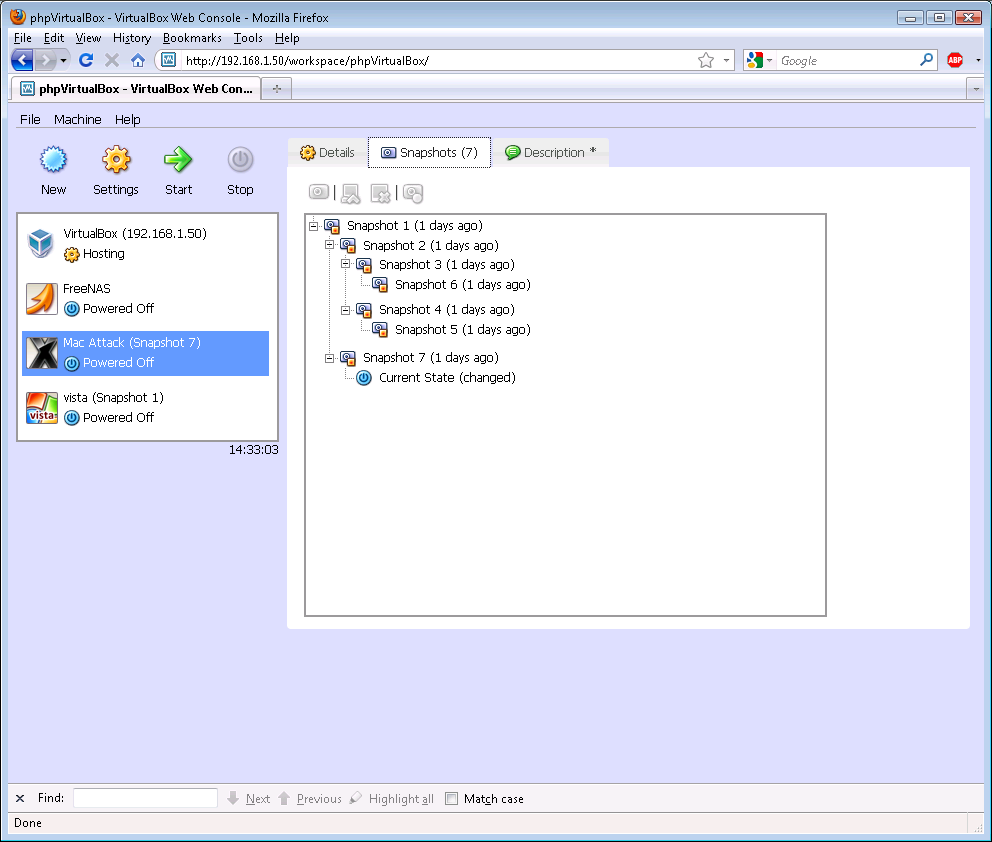 phpVirtualBox - VirtualBox Web Console - Mozilla Firefox
File Edit View History Bookmarks Tools Help
http://192.168.1.50/workspace/phpVirtualBox/
Google
ABP
phpVirtualBox - VirtualBox Web Con...
File Machine Help
New Settings Start Stop
VirtualBox (192.168.1.50)
Hosting
FreeNAS
Powered Off
Mac Attack (Snapshot 7)
Powered Off
vista
vista (Snapshot 1)
Powered Off
14:33:03
Details Snapshots (7) Description *
Snapshot 1 (1 days ago)
Snapshot 2 (1 days ago)
Snapshot 3 (1 days ago)
Snapshot 6 (1 days ago)
Snapshot 4 (1 days ago)
Snapshot 5 (1 days ago)
Snapshot 7 (1 days ago)
Current State (changed)
Find: Next Previous Highlight all Match case
Done